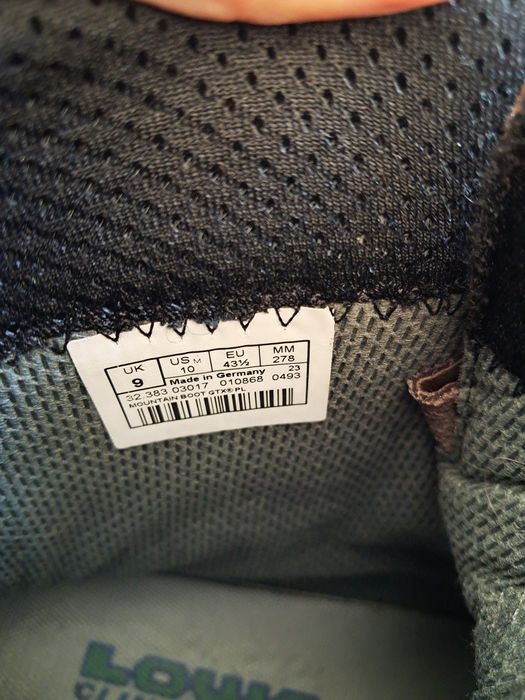 UK US M EU MM
9 10 43½ 278
Made in Germany 23
32.383 03017 010868 0493
MOUNTAIN BOOT GTX® PL
LOWA